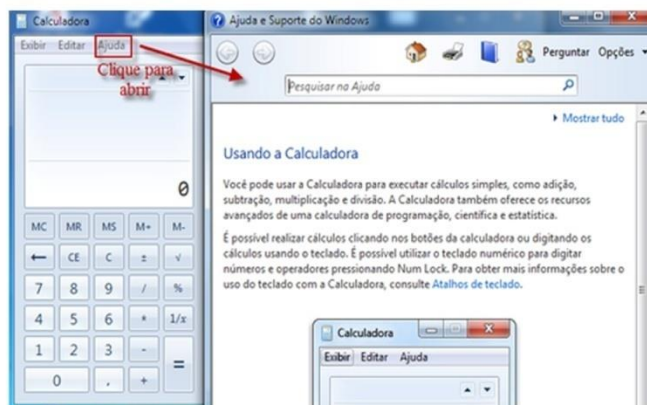 Calculadora
Exibir Editar Ajuda
Clique para
abrir
0
MC MR MS M+ M-
← CE C ± √
7 8 9 / %
4 5 6 * 1/x
1 2 3 - =
0 , +
Ajuda e Suporte do Windows
Perguntar Opções
Pesquisar na Ajuda
Mostrar tudo
Usando a Calculadora
Você pode usar a Calculadora para executar cálculos simples, como adição,
subtração, multiplicação e divisão. A Calculadora também oferece os recursos
avançados de uma calculadora de programação, científica e estatística.
É possível realizar cálculos clicando nos botões da calculadora ou digitando os
cálculos usando o teclado. É possível utilizar o teclado numérico para digitar
números e operadores pressionando Num Lock. Para obter mais informações sobre o
uso do teclado com a Calculadora, consulte Atalhos de teclado.
Calculadora
Exibir Editar Ajuda